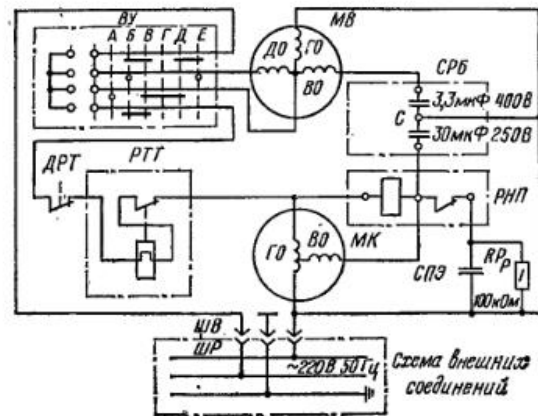 ВУ
А Б В Г Д Е
МВ
ДО
ГО
ВО
СРБ
3,3мкФ 400В
С
30мкФ 250В
ДРТ
РТТ
РНП
МК
ГО
ВО
СПЭ
RРр
100кОм
ШВ
ШР
~220В 50Гц
Схема внешних
соединений